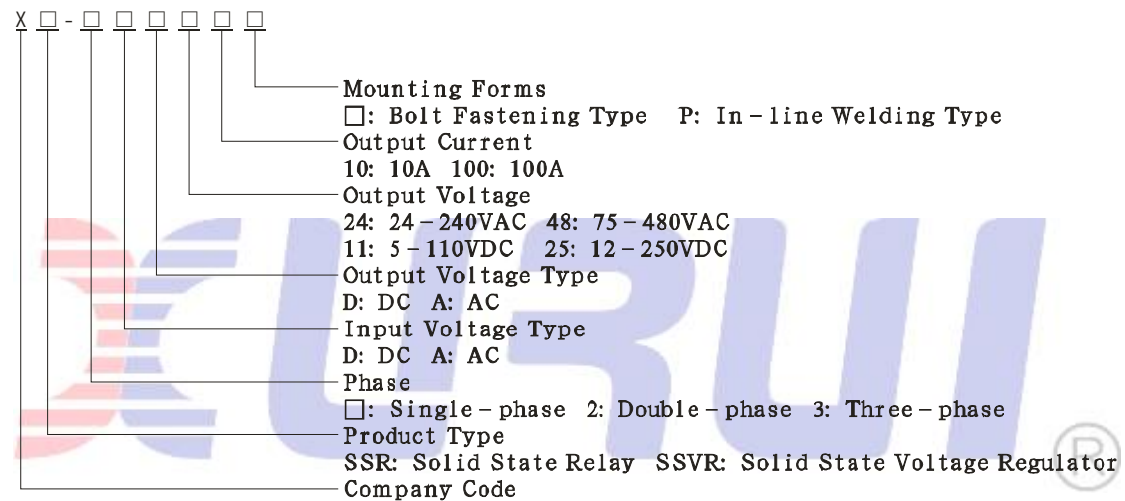 X □ - □ □ □ □ □ □
Mounting Forms
□: Bolt Fastening Type P: In-line Welding Type
Output Current
10: 10A 100: 100A
Output Voltage
24: 24-240VAC 48: 75-480VAC
11: 5-110VDC 25: 12-250VDC
Output Voltage Type
D: DC A: AC
Input Voltage Type
D: DC A: AC
Phase
□: Single-phase 2: Double-phase 3: Three-phase
Product Type
SSR: Solid State Relay SSVR: Solid State Voltage Regulator
Company Code
XURUI ®